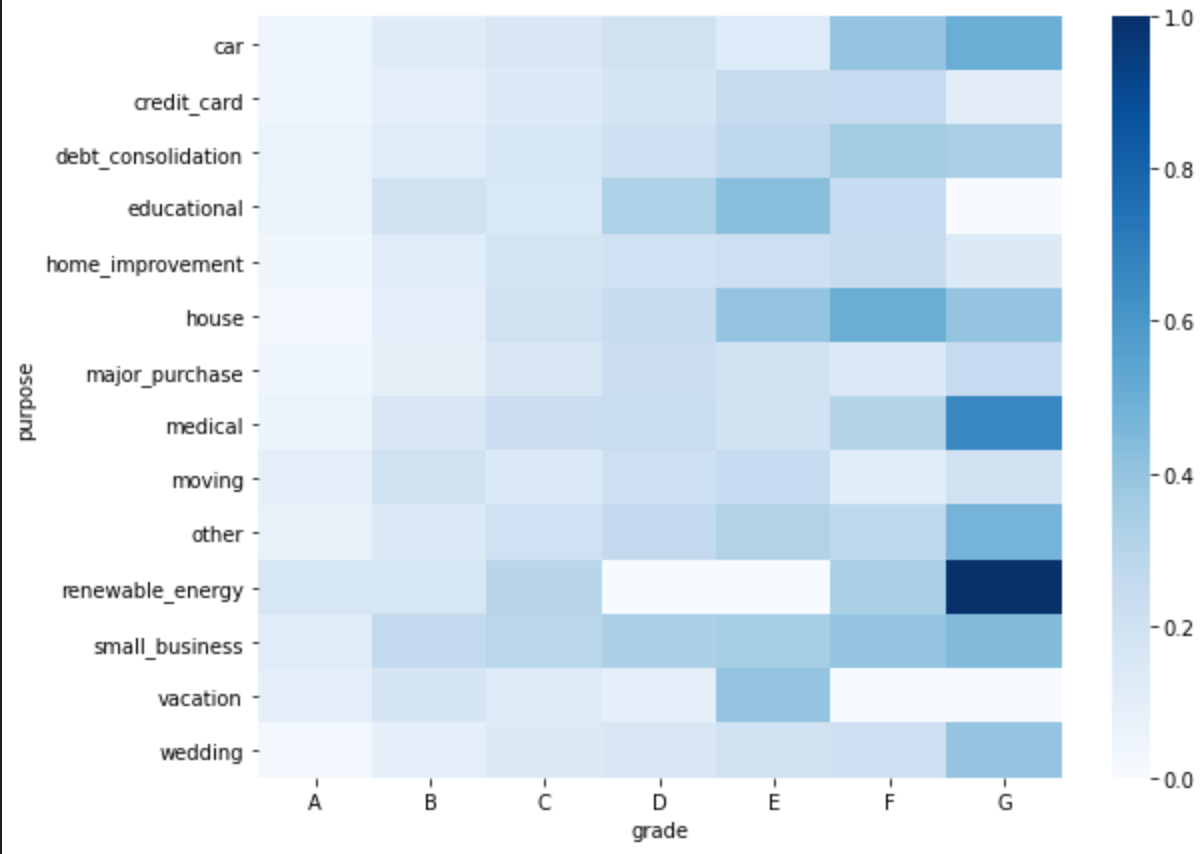 purpose
car
credit_card
debt_consolidation
educational
home_improvement
house
major_purchase
medical
moving
other
renewable_energy
small_business
vacation
wedding
A B C D E F G
grade
1.0
0.8
0.6
0.4
0.2
0.0